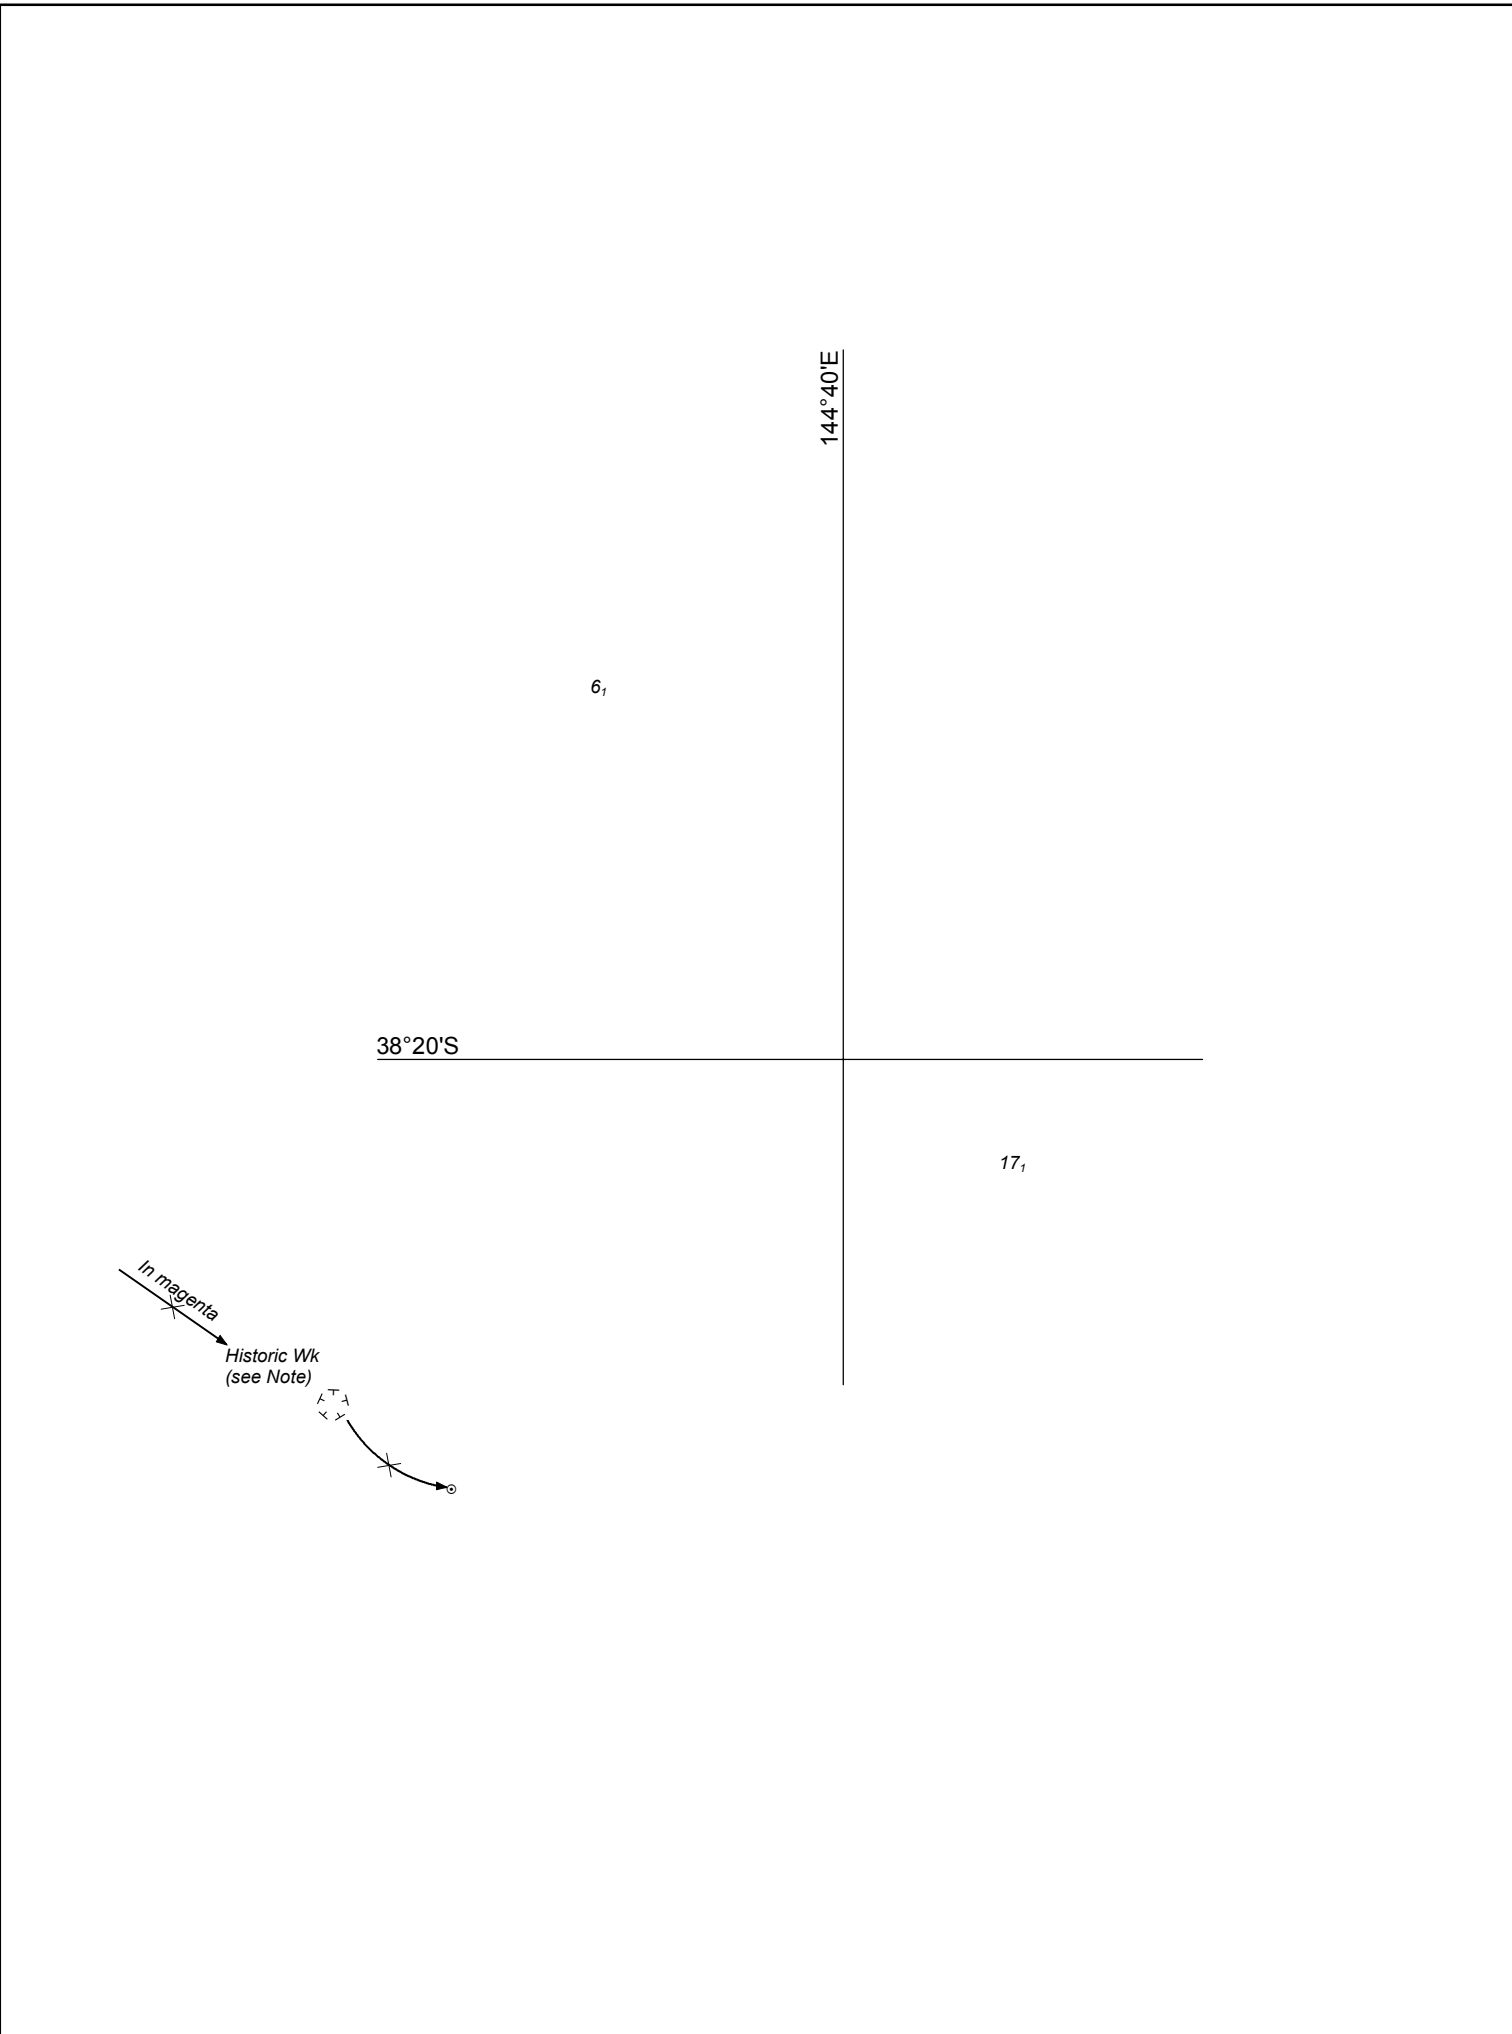 144°40'E
6₁
38°20'S
17₁
In magenta
Historic Wk
(see Note)